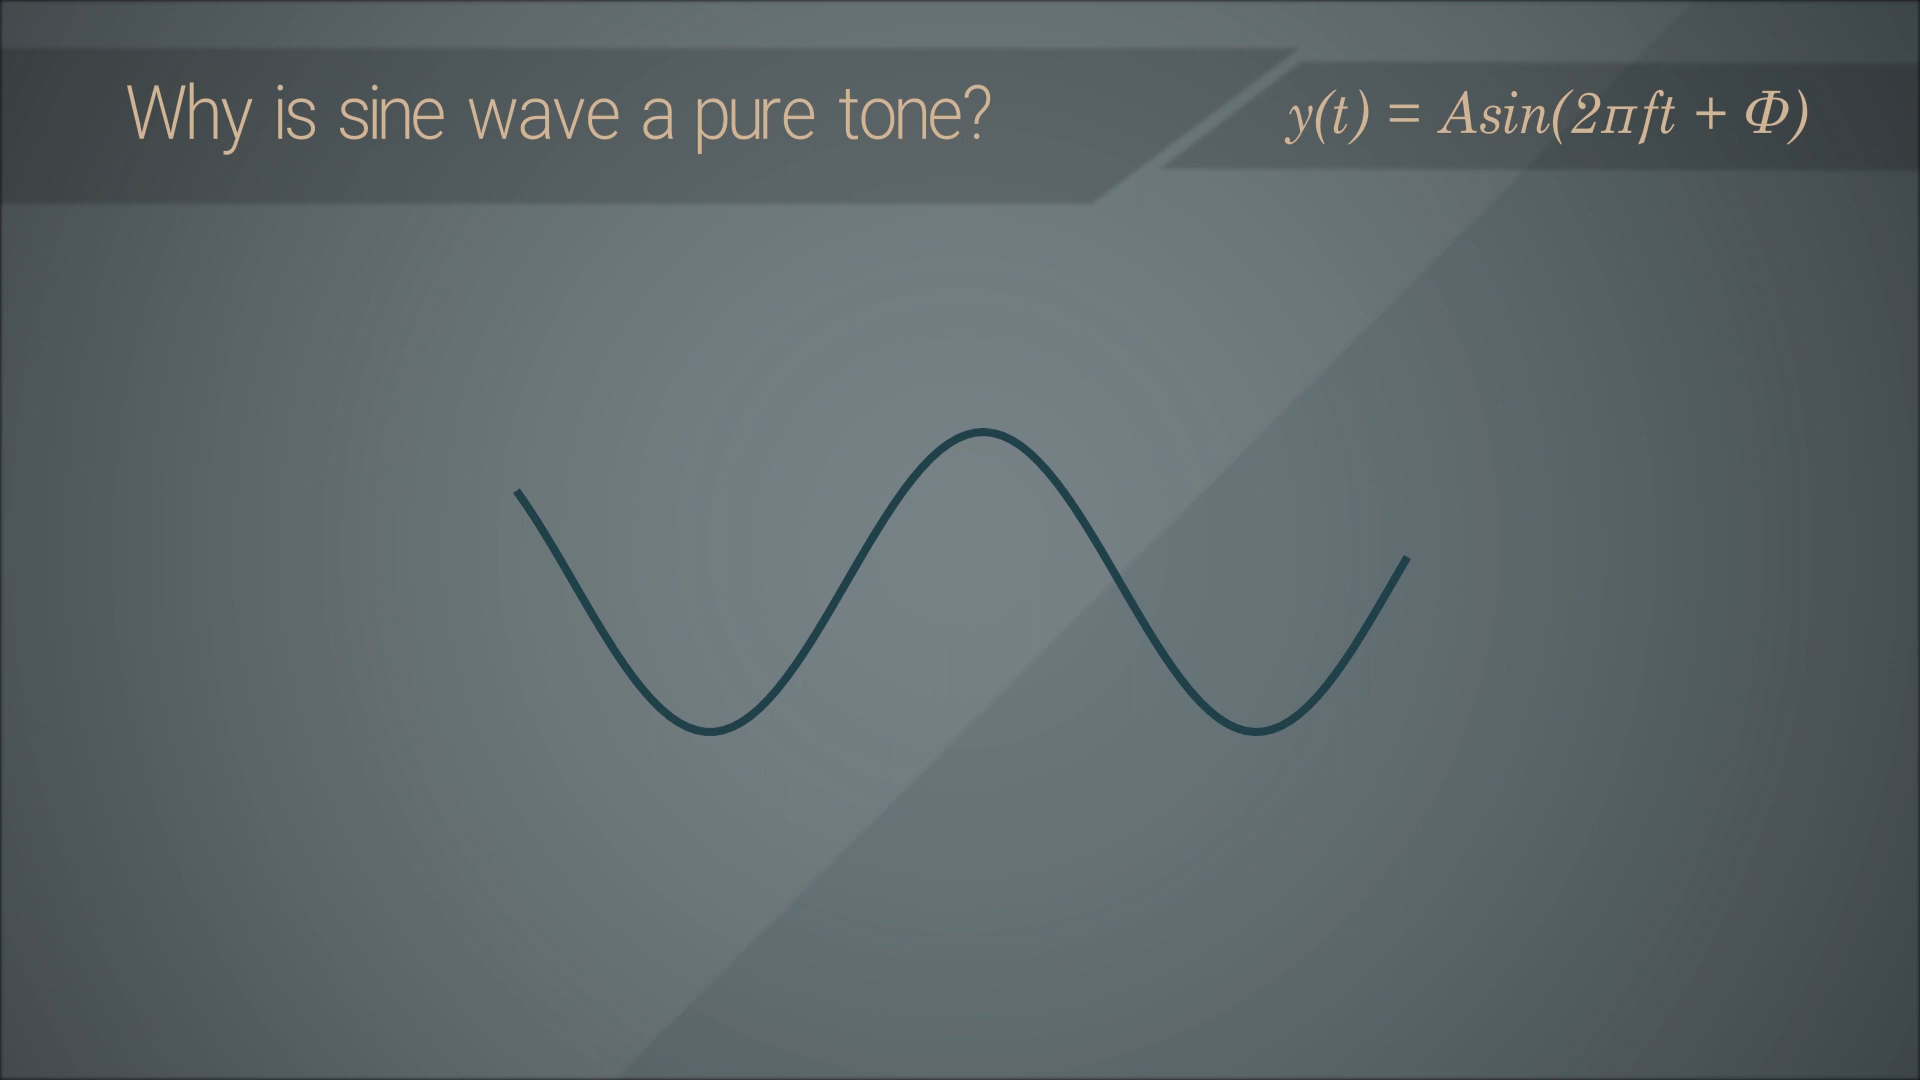 Why is sine wave a pure tone?
y(t) = Asin(2πft + Φ)